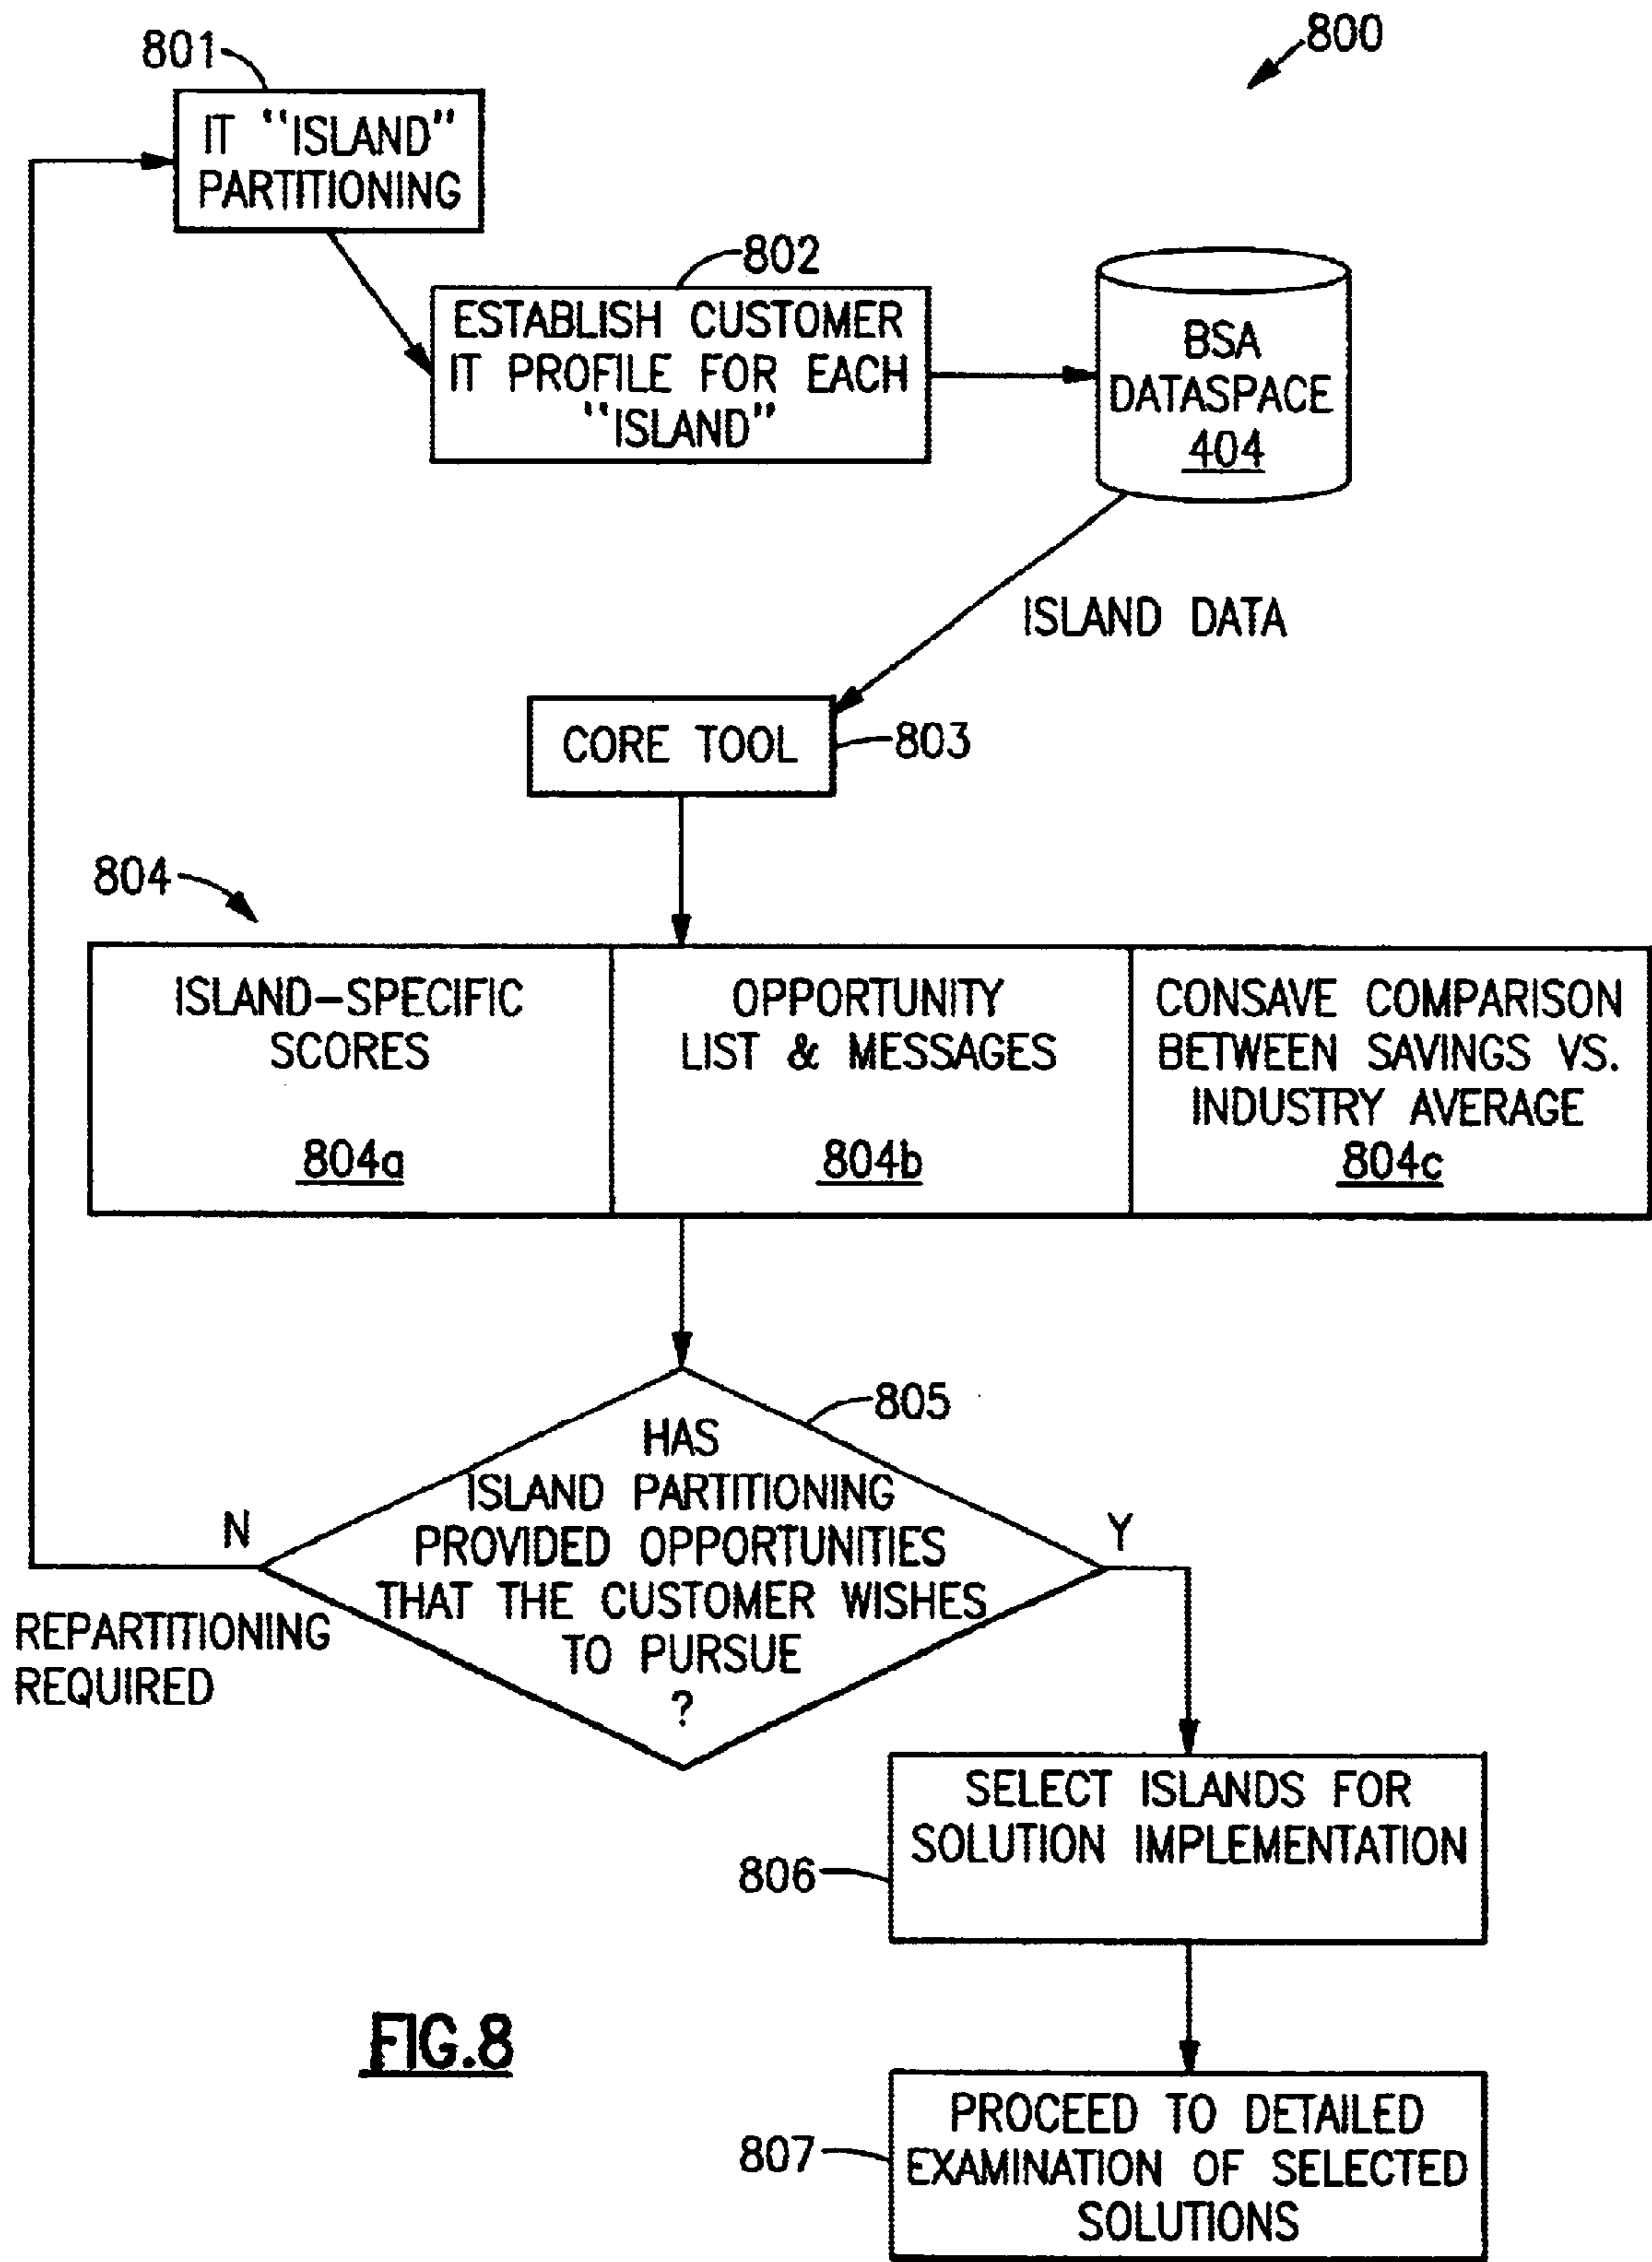 800
801
IT "ISLAND"
PARTITIONING
802
ESTABLISH CUSTOMER
IT PROFILE FOR EACH
"ISLAND"
BSA
DATASPACE
404
ISLAND DATA
CORE TOOL
803
804
ISLAND-SPECIFIC
SCORES
804a
OPPORTUNITY
LIST & MESSAGES
804b
CONSAVE COMPARISON
BETWEEN SAVINGS VS.
INDUSTRY AVERAGE
804c
805
HAS
ISLAND PARTITIONING
PROVIDED OPPORTUNITIES
THAT THE CUSTOMER WISHES
TO PURSUE
?
N
Y
REPARTITIONING
REQUIRED
SELECT ISLANDS FOR
SOLUTION IMPLEMENTATION
806
PROCEED TO DETAILED
EXAMINATION OF SELECTED
SOLUTIONS
807
FIG.8